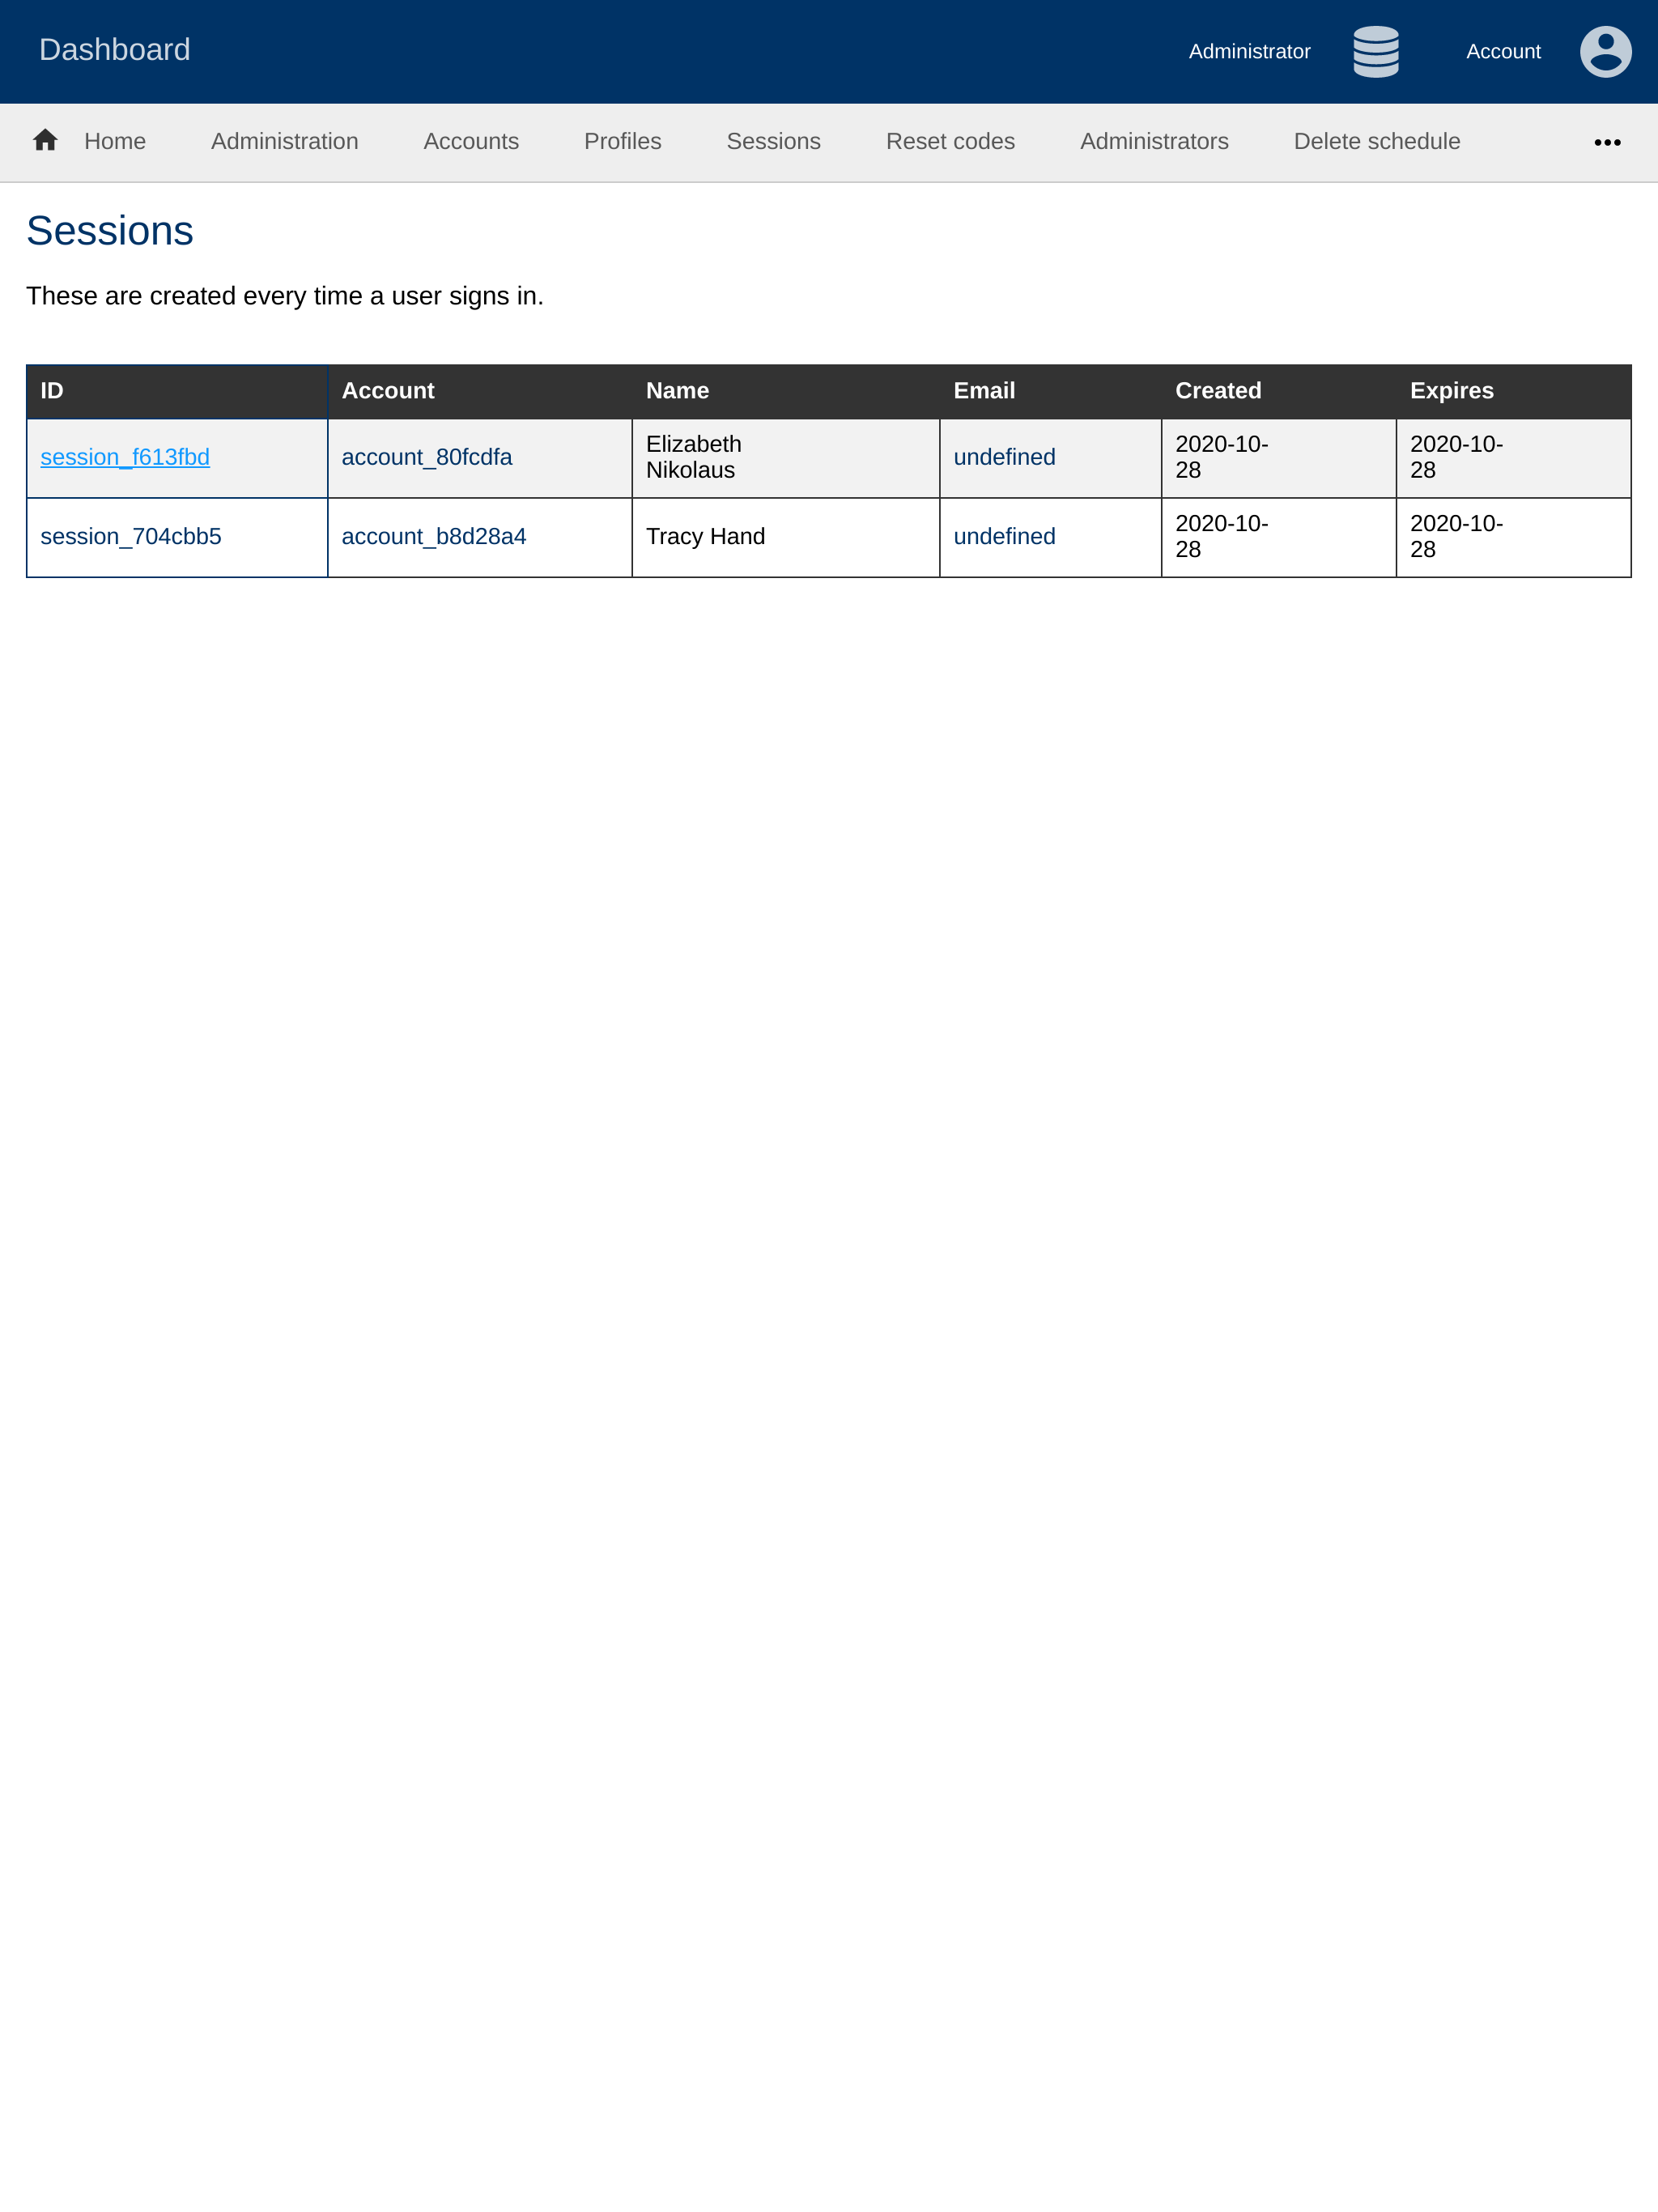 Dashboard
Administrator
Account
Home Administration Accounts Profiles Sessions Reset codes Administrators Delete schedule •••
Sessions
These are created every time a user signs in.
ID Account Name Email Created Expires
session_f613fbd account_80fcdfa Elizabeth Nikolaus undefined 2020-10-28 2020-10-28
session_704cbb5 account_b8d28a4 Tracy Hand undefined 2020-10-28 2020-10-28